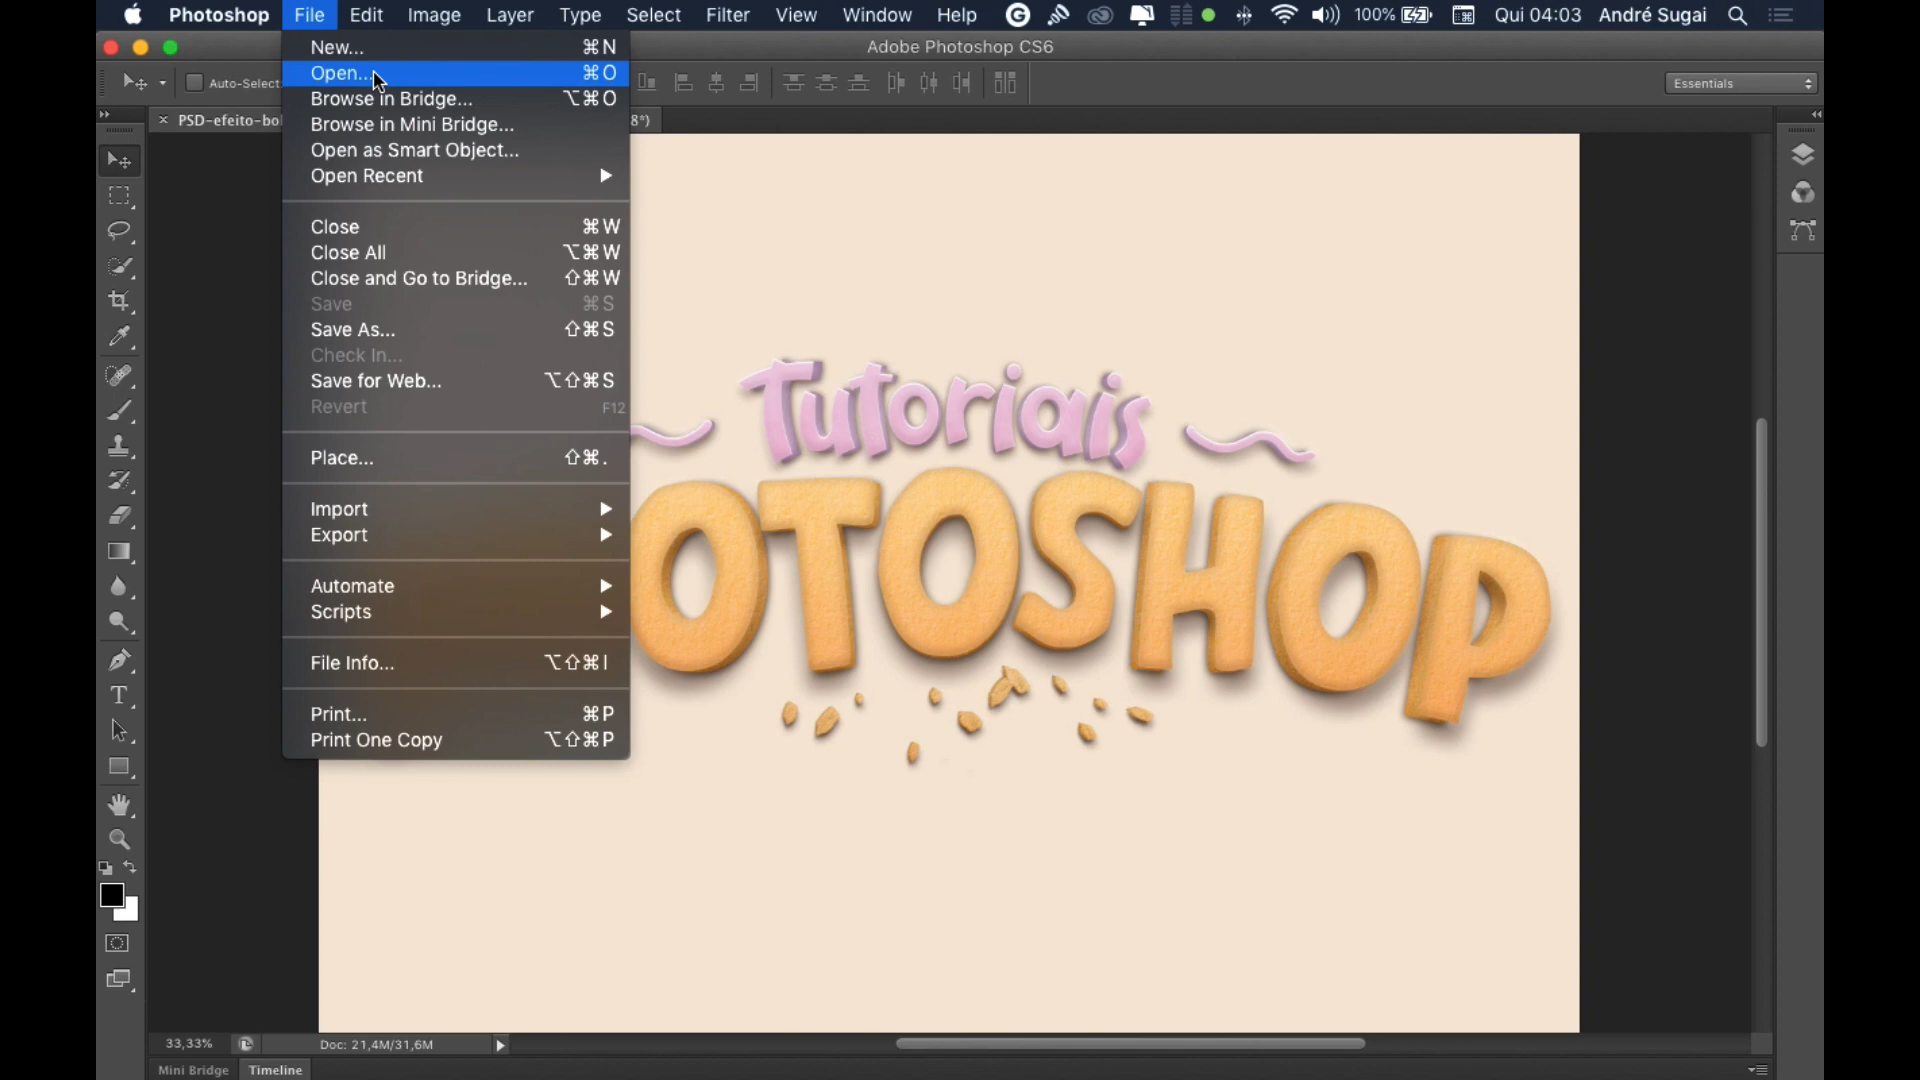 Photoshop File Edit Image Layer Type Select Filter View Window Help 100% Qui 04:03 André Sugai
Adobe Photoshop CS6
Auto-Select: Essentials
PSD-efeito-bol 8*)
New... ⌘N
Open... ⌘O
Browse in Bridge... ⌥⌘O
Browse in Mini Bridge...
Open as Smart Object...
Open Recent
Close ⌘W
Close All ⌥⌘W
Close and Go to Bridge... ⇧⌘W
Save ⌘S
Save As... ⇧⌘S
Check In...
Save for Web... ⌥⇧⌘S
Revert F12
Place... ⇧⌘.
Import
Export
Automate
Scripts
File Info... ⌥⇧⌘I
Print... ⌘P
Print One Copy ⌥⇧⌘P
Tutoriais
OTOSHOP
33,33% Doc: 21,4M/31,6M
Mini Bridge Timeline